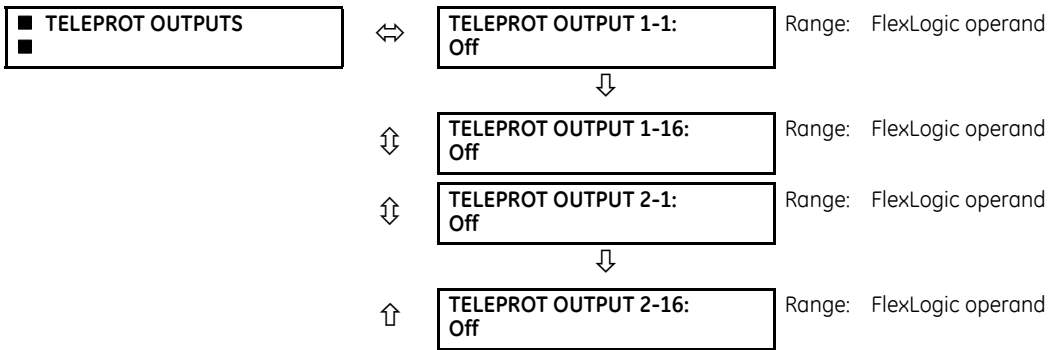 ■ TELEPROT OUTPUTS
■
TELEPROT OUTPUT 1-1:
Off
Range: FlexLogic operand
TELEPROT OUTPUT 1-16:
Off
Range: FlexLogic operand
TELEPROT OUTPUT 2-1:
Off
Range: FlexLogic operand
TELEPROT OUTPUT 2-16:
Off
Range: FlexLogic operand